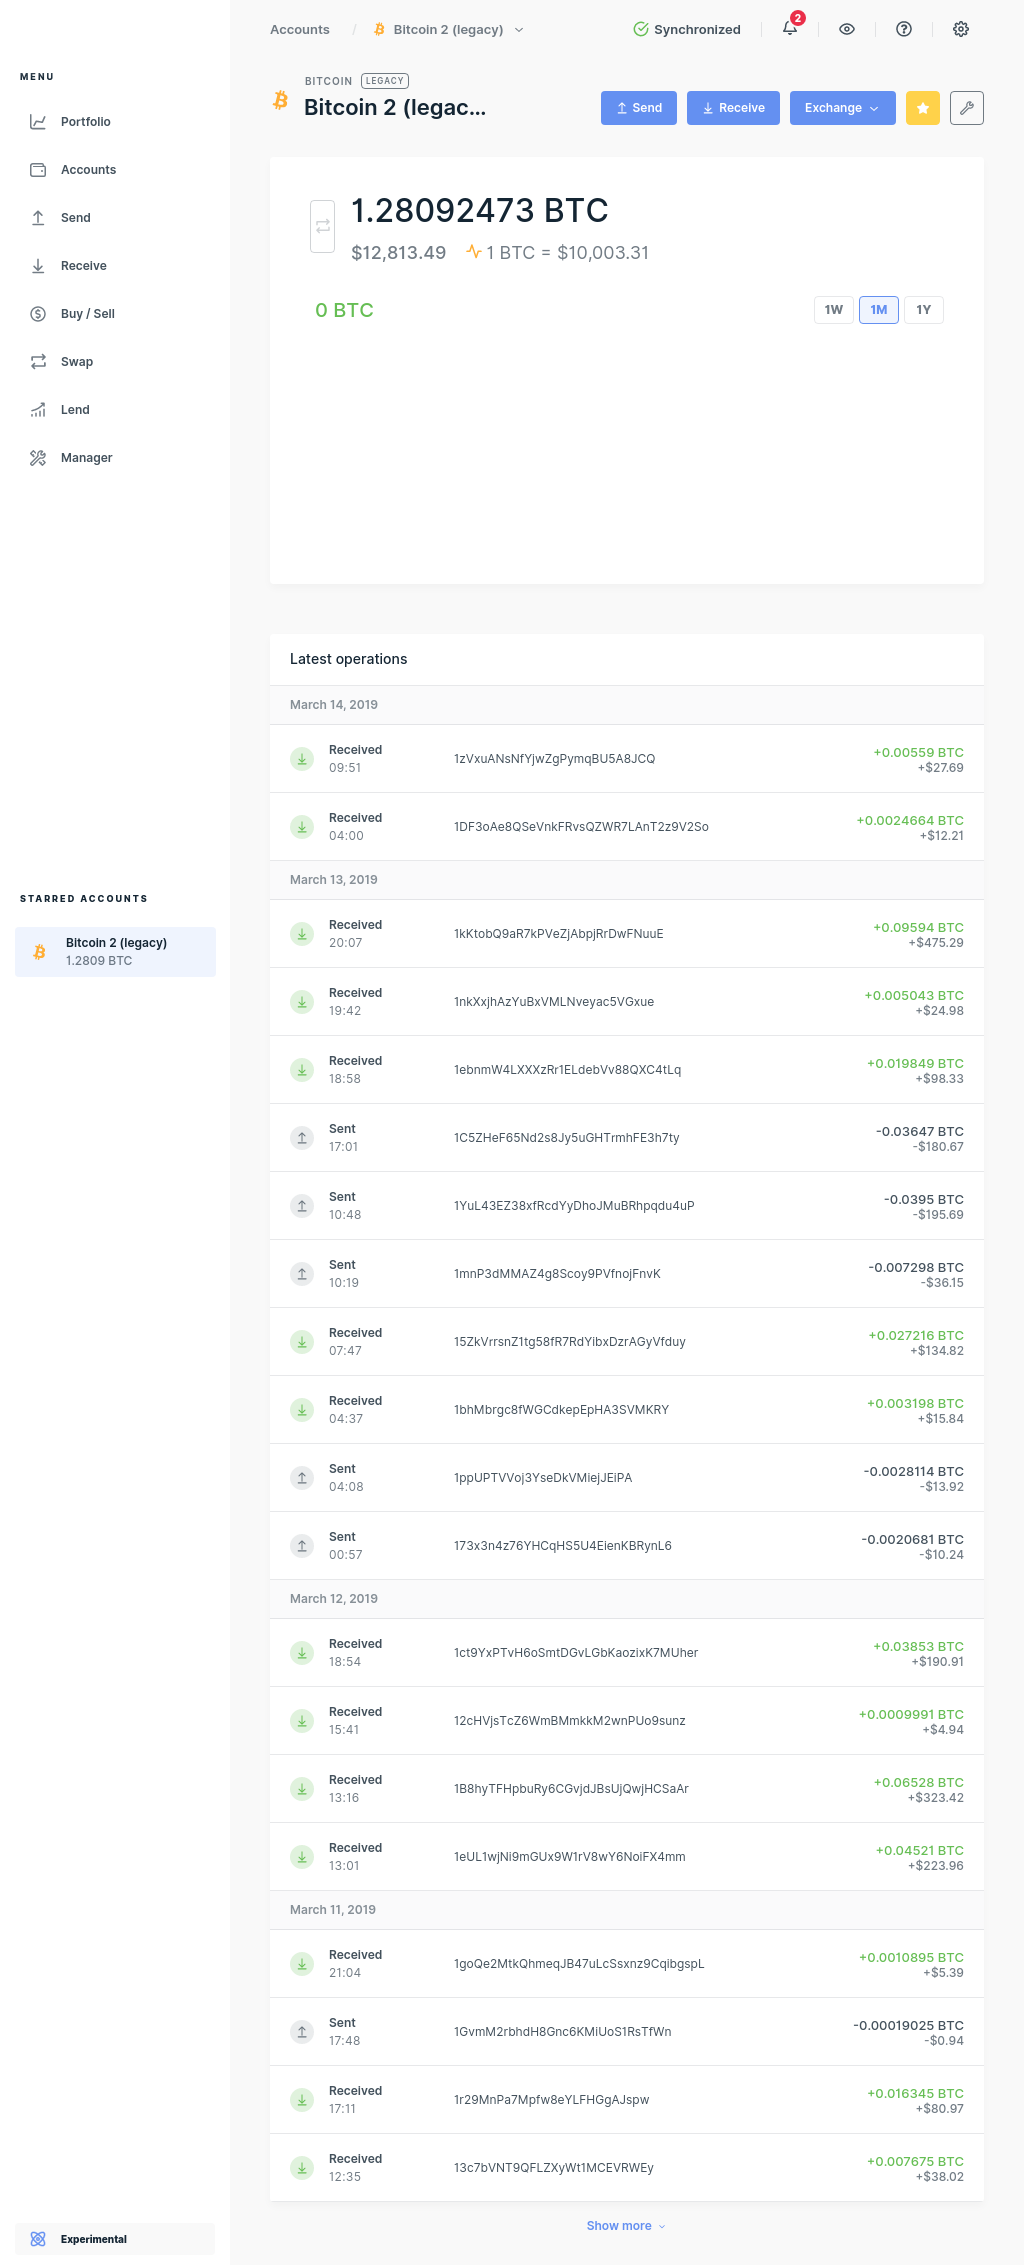 Accounts / Bitcoin 2 (legacy) Synchronized 2
MENU
Portfolio
Accounts
Send
Receive
Buy / Sell
Swap
Lend
Manager
STARRED ACCOUNTS
Bitcoin 2 (legacy)
1.2809 BTC
Experimental
BITCOIN LEGACY
Bitcoin 2 (legac...
Send Receive Exchange
1.28092473 BTC
$12,813.49 1 BTC = $10,003.31
0 BTC 1W 1M 1Y
Latest operations
March 14, 2019
Received
09:51
1zVxuANsNfYjwZgPymqBU5A8JCQ
+0.00559 BTC
+$27.69
Received
04:00
1DF3oAe8QSeVnkFRvsQZWR7LAnT2z9V2So
+0.0024664 BTC
+$12.21
March 13, 2019
Received
20:07
1kKtobQ9aR7kPVeZjAbpjRrDwFNuuE
+0.09594 BTC
+$475.29
Received
19:42
1nkXxjhAzYuBxVMLNveyac5VGxue
+0.005043 BTC
+$24.98
Received
18:58
1ebnmW4LXXXzRr1ELdebVv88QXC4tLq
+0.019849 BTC
+$98.33
Sent
17:01
1C5ZHeF65Nd2s8Jy5uGHTrmhFE3h7ty
-0.03647 BTC
-$180.67
Sent
10:48
1YuL43EZ38xfRcdYyDhoJMuBRhpqdu4uP
-0.0395 BTC
-$195.69
Sent
10:19
1mnP3dMMAZ4g8Scoy9PVfnojFnvK
-0.007298 BTC
-$36.15
Received
07:47
15ZkVrrsnZ1tg58fR7RdYibxDzrAGyVfduy
+0.027216 BTC
+$134.82
Received
04:37
1bhMbrgc8fWGCdkepEpHA3SVMKRY
+0.003198 BTC
+$15.84
Sent
04:08
1ppUPTVVoj3YseDkVMiejJEiPA
-0.0028114 BTC
-$13.92
Sent
00:57
173x3n4z76YHCqHS5U4EienKBRynL6
-0.0020681 BTC
-$10.24
March 12, 2019
Received
18:54
1ct9YxPTvH6oSmtDGvLGbKaozixK7MUher
+0.03853 BTC
+$190.91
Received
15:41
12cHVjsTcZ6WmBMmkkM2wnPUo9sunz
+0.0009991 BTC
+$4.94
Received
13:16
1B8hyTFHpbuRy6CGvjdJBsUjQwjHCSaAr
+0.06528 BTC
+$323.42
Received
13:01
1eUL1wjNi9mGUx9W1rV8wY6NoiFX4mm
+0.04521 BTC
+$223.96
March 11, 2019
Received
21:04
1goQe2MtkQhmeqJB47uLcSsxnz9CqibgspL
+0.0010895 BTC
+$5.39
Sent
17:48
1GvmM2rbhdH8Gnc6KMiUoS1RsTfWn
-0.00019025 BTC
-$0.94
Received
17:11
1r29MnPa7Mpfw8eYLFHGgAJspw
+0.016345 BTC
+$80.97
Received
12:35
13c7bVNT9QFLZXyWt1MCEVRWEy
+0.007675 BTC
+$38.02
Show more